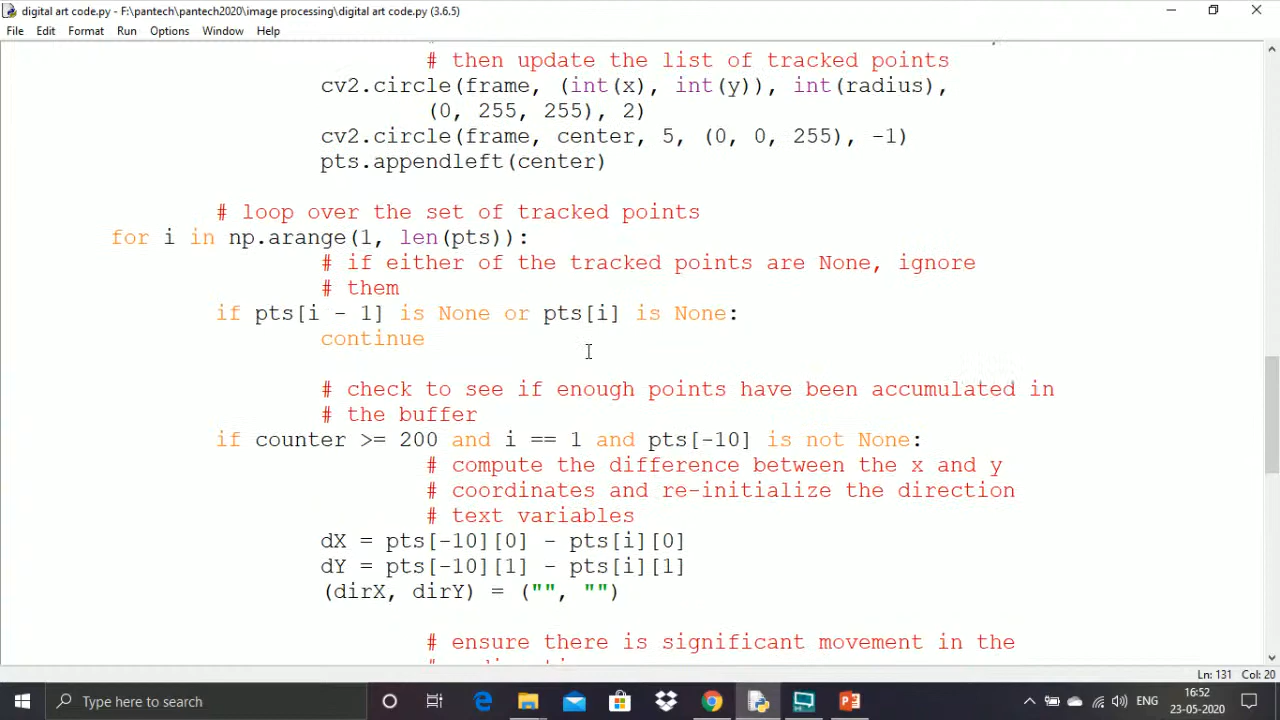 digital art code.py - F:\pantech\pantech2020\image processing\digital art code.py (3.6.5)
File Edit Format Run Options Window Help
# then update the list of tracked points
cv2.circle(frame, (int(x), int(y)), int(radius),
(0, 255, 255), 2)
cv2.circle(frame, center, 5, (0, 0, 255), -1)
pts.appendleft(center)
# loop over the set of tracked points
for i in np.arange(1, len(pts)):
# if either of the tracked points are None, ignore
# them
if pts[i - 1] is None or pts[i] is None:
continue
# check to see if enough points have been accumulated in
# the buffer
if counter >= 200 and i == 1 and pts[-10] is not None:
# compute the difference between the x and y
# coordinates and re-initialize the direction
# text variables
dX = pts[-10][0] - pts[i][0]
dY = pts[-10][1] - pts[i][1]
(dirX, dirY) = ("", "")
# ensure there is significant movement in the
Ln: 131 Col: 20
Type here to search
ENG
16:52
23-05-2020